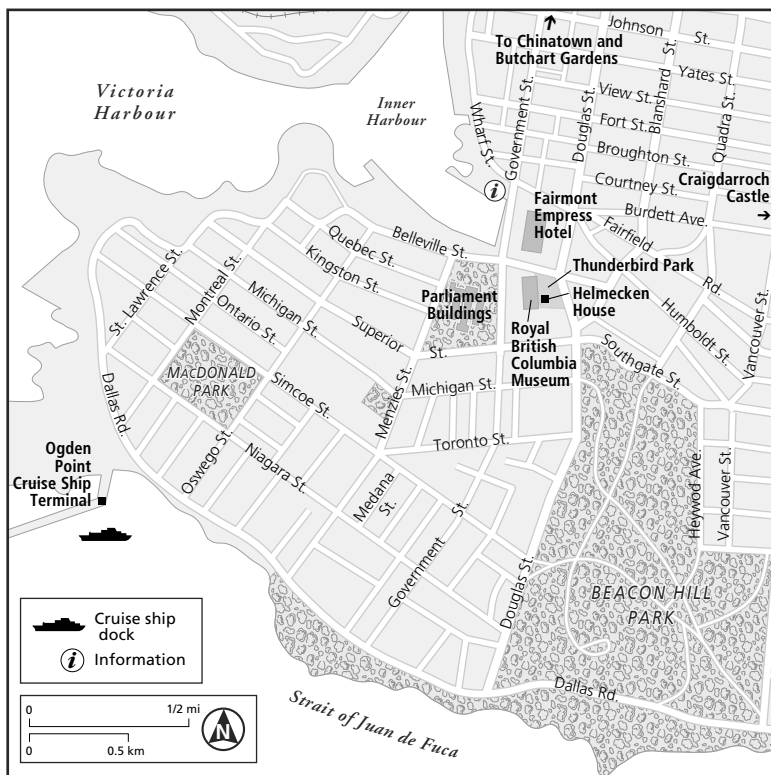 Johnson St.
To Chinatown and
Butchart Gardens
Yates St.
View St.
Fort St.
Broughton St.
Courtney St.
Burdett Ave.
Blanshard St.
Quadra St.
Craigdarroch
Castle
Victoria
Harbour
Inner
Harbour
Wharf St.
Government St.
Douglas St.
Fairmont
Empress
Hotel
Fairfield Rd.
Thunderbird Park
Helmecken
House
Humboldt St.
Vancouver St.
Southgate St.
Royal
British
Columbia
Museum
Parliament
Buildings
Belleville St.
Quebec St.
Kingston St.
Superior St.
Michigan St.
Ontario St.
Montreal St.
St. Lawrence St.
MACDONALD
PARK
Dallas Rd.
Simcoe St.
Menzies St.
Michigan St.
Toronto St.
Niagara St.
Oswego St.
Medana
St.
Government St.
Douglas St.
Heywod Ave.
Vancouver St.
BEACON HILL
PARK
Dallas Rd.
Ogden
Point
Cruise Ship
Terminal
Strait of Juan de Fuca
i
Cruise ship
dock
i Information
0 1/2 mi
0 0.5 km
N